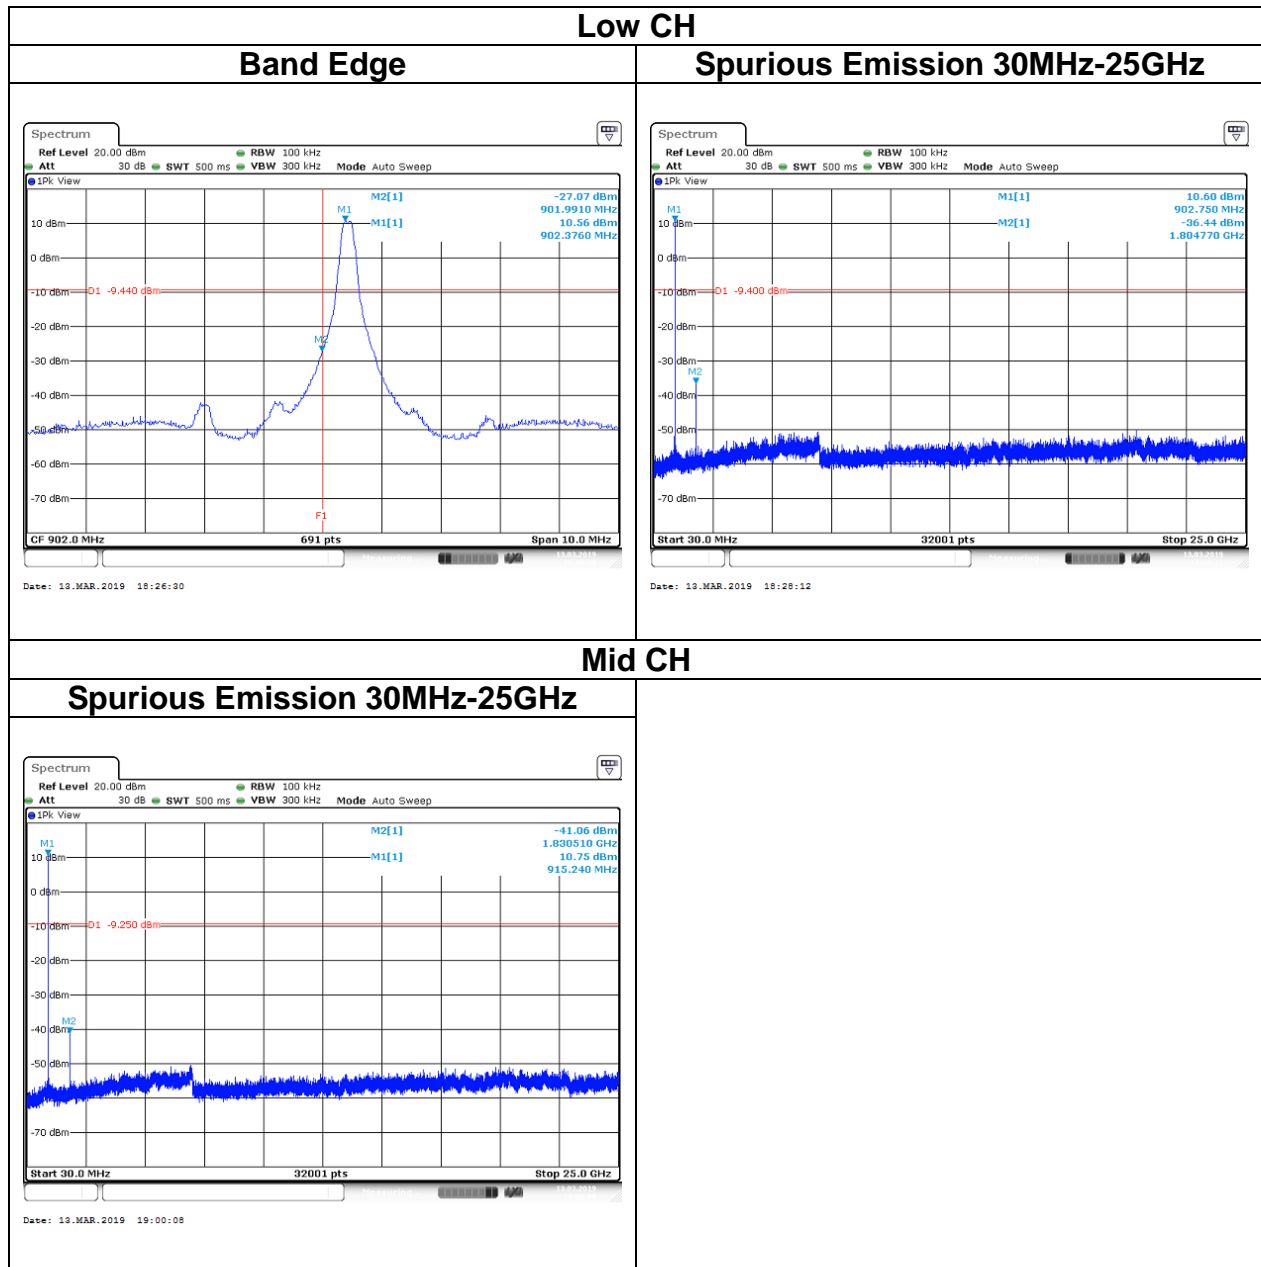 Low CH
Band Edge
Spurious Emission 30MHz-25GHz
Spectrum
Ref Level 20.00 dBm RBW 100 kHz
Att 30 dB SWT 500 ms VBW 300 kHz Mode Auto Sweep
1Pk View
M2[1] -27.07 dBm
901.9910 MHz
M1[1] 10.56 dBm
902.3760 MHz
M1
10 dBm
0 dBm
-10 dBm
D1 -9.440 dBm
-20 dBm
M2
-30 dBm
-40 dBm
-50 dBm
-60 dBm
-70 dBm
F1
CF 902.0 MHz 691 pts Span 10.0 MHz
Date: 13.MAR.2019 18:26:30
Spectrum
Ref Level 20.00 dBm RBW 100 kHz
Att 30 dB SWT 500 ms VBW 300 kHz Mode Auto Sweep
1Pk View
M1[1] 10.60 dBm
902.750 MHz
M2[1] -36.44 dBm
1.804770 GHz
M1
10 dBm
0 dBm
-10 dBm
D1 -9.400 dBm
-20 dBm
-30 dBm
M2
-40 dBm
-50 dBm
-60 dBm
-70 dBm
Start 30.0 MHz 32001 pts Stop 25.0 GHz
Date: 13.MAR.2019 18:28:12
Mid CH
Spurious Emission 30MHz-25GHz
Spectrum
Ref Level 20.00 dBm RBW 100 kHz
Att 30 dB SWT 500 ms VBW 300 kHz Mode Auto Sweep
1Pk View
M2[1] -41.06 dBm
1.830510 GHz
M1[1] 10.75 dBm
915.240 MHz
M1
10 dBm
0 dBm
-10 dBm
D1 -9.250 dBm
-20 dBm
-30 dBm
M2
-40 dBm
-50 dBm
-70 dBm
Start 30.0 MHz 32001 pts Stop 25.0 GHz
Date: 13.MAR.2019 19:00:08